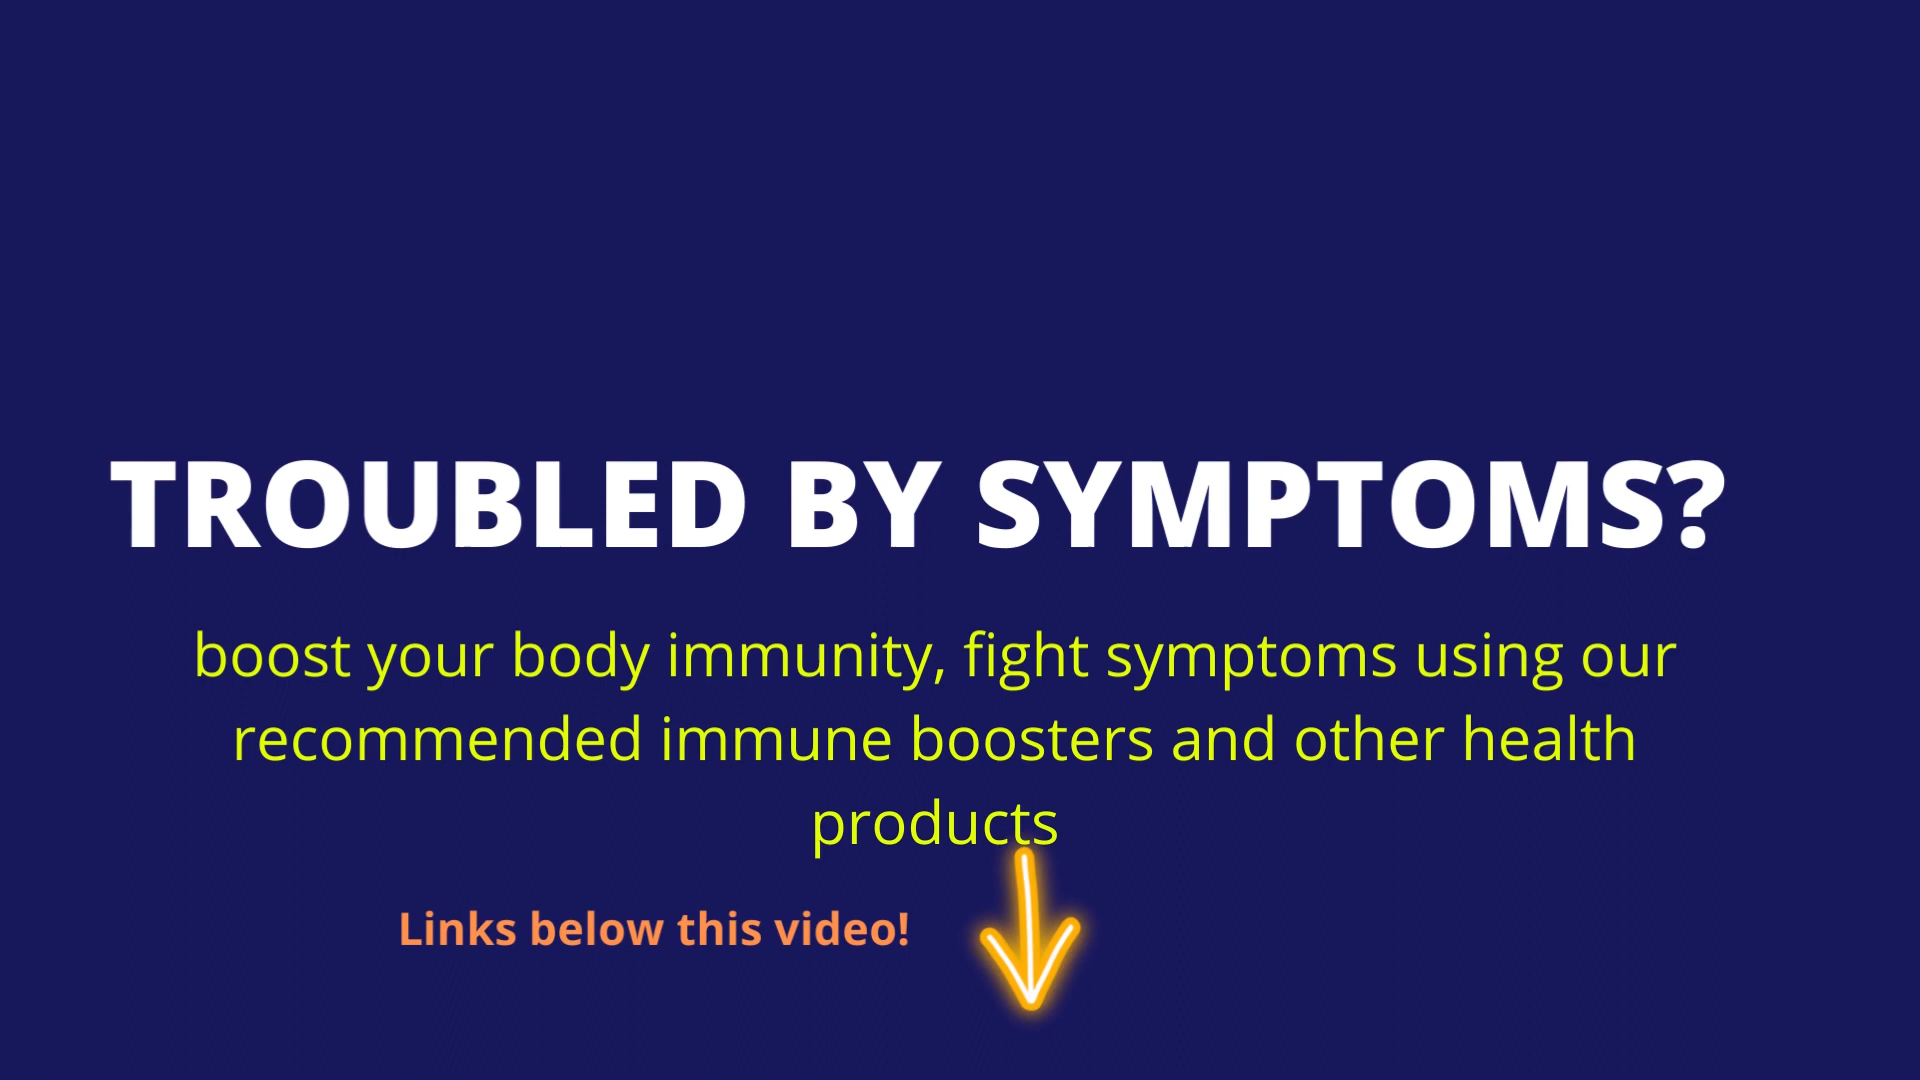 TROUBLED BY SYMPTOMS?
boost your body immunity, fight symptoms using our
recommended immune boosters and other health
products
Links below this video!